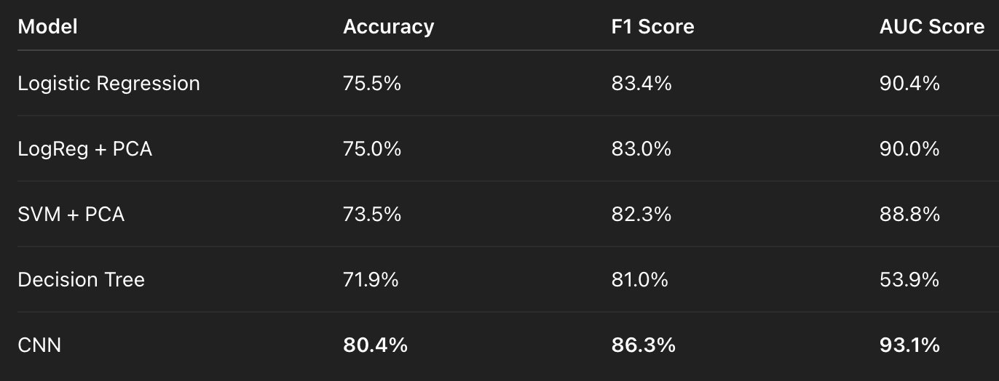 Model Accuracy F1 Score AUC Score
Logistic Regression 75.5% 83.4% 90.4%
LogReg + PCA 75.0% 83.0% 90.0%
SVM + PCA 73.5% 82.3% 88.8%
Decision Tree 71.9% 81.0% 53.9%
CNN 80.4% 86.3% 93.1%